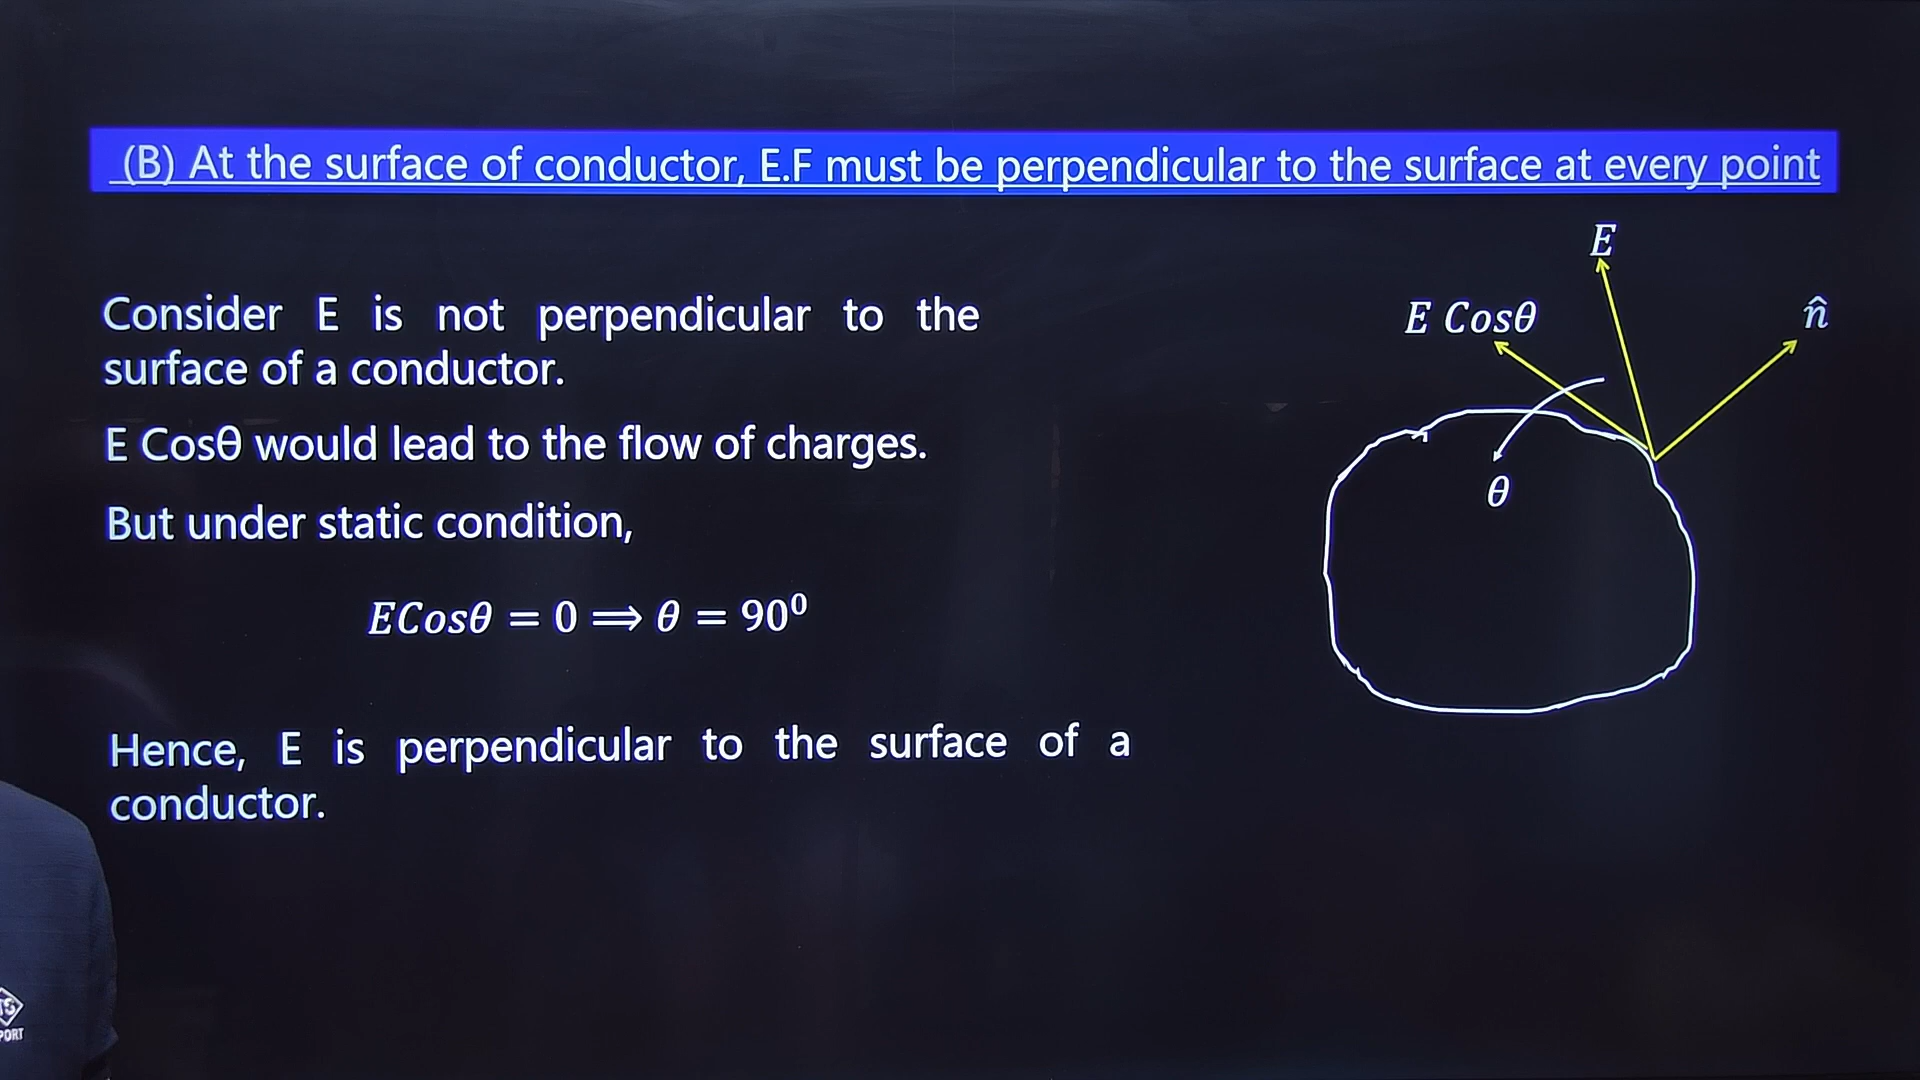 (B) At the surface of conductor, E.F must be perpendicular to the surface at every point
E
E Cosθ
n̂
Consider E is not perpendicular to the
surface of a conductor.
E Cosθ would lead to the flow of charges.
θ
But under static condition,
ECosθ = 0 ⟹ θ = 90⁰
Hence, E is perpendicular to the surface of a
conductor.
PORT